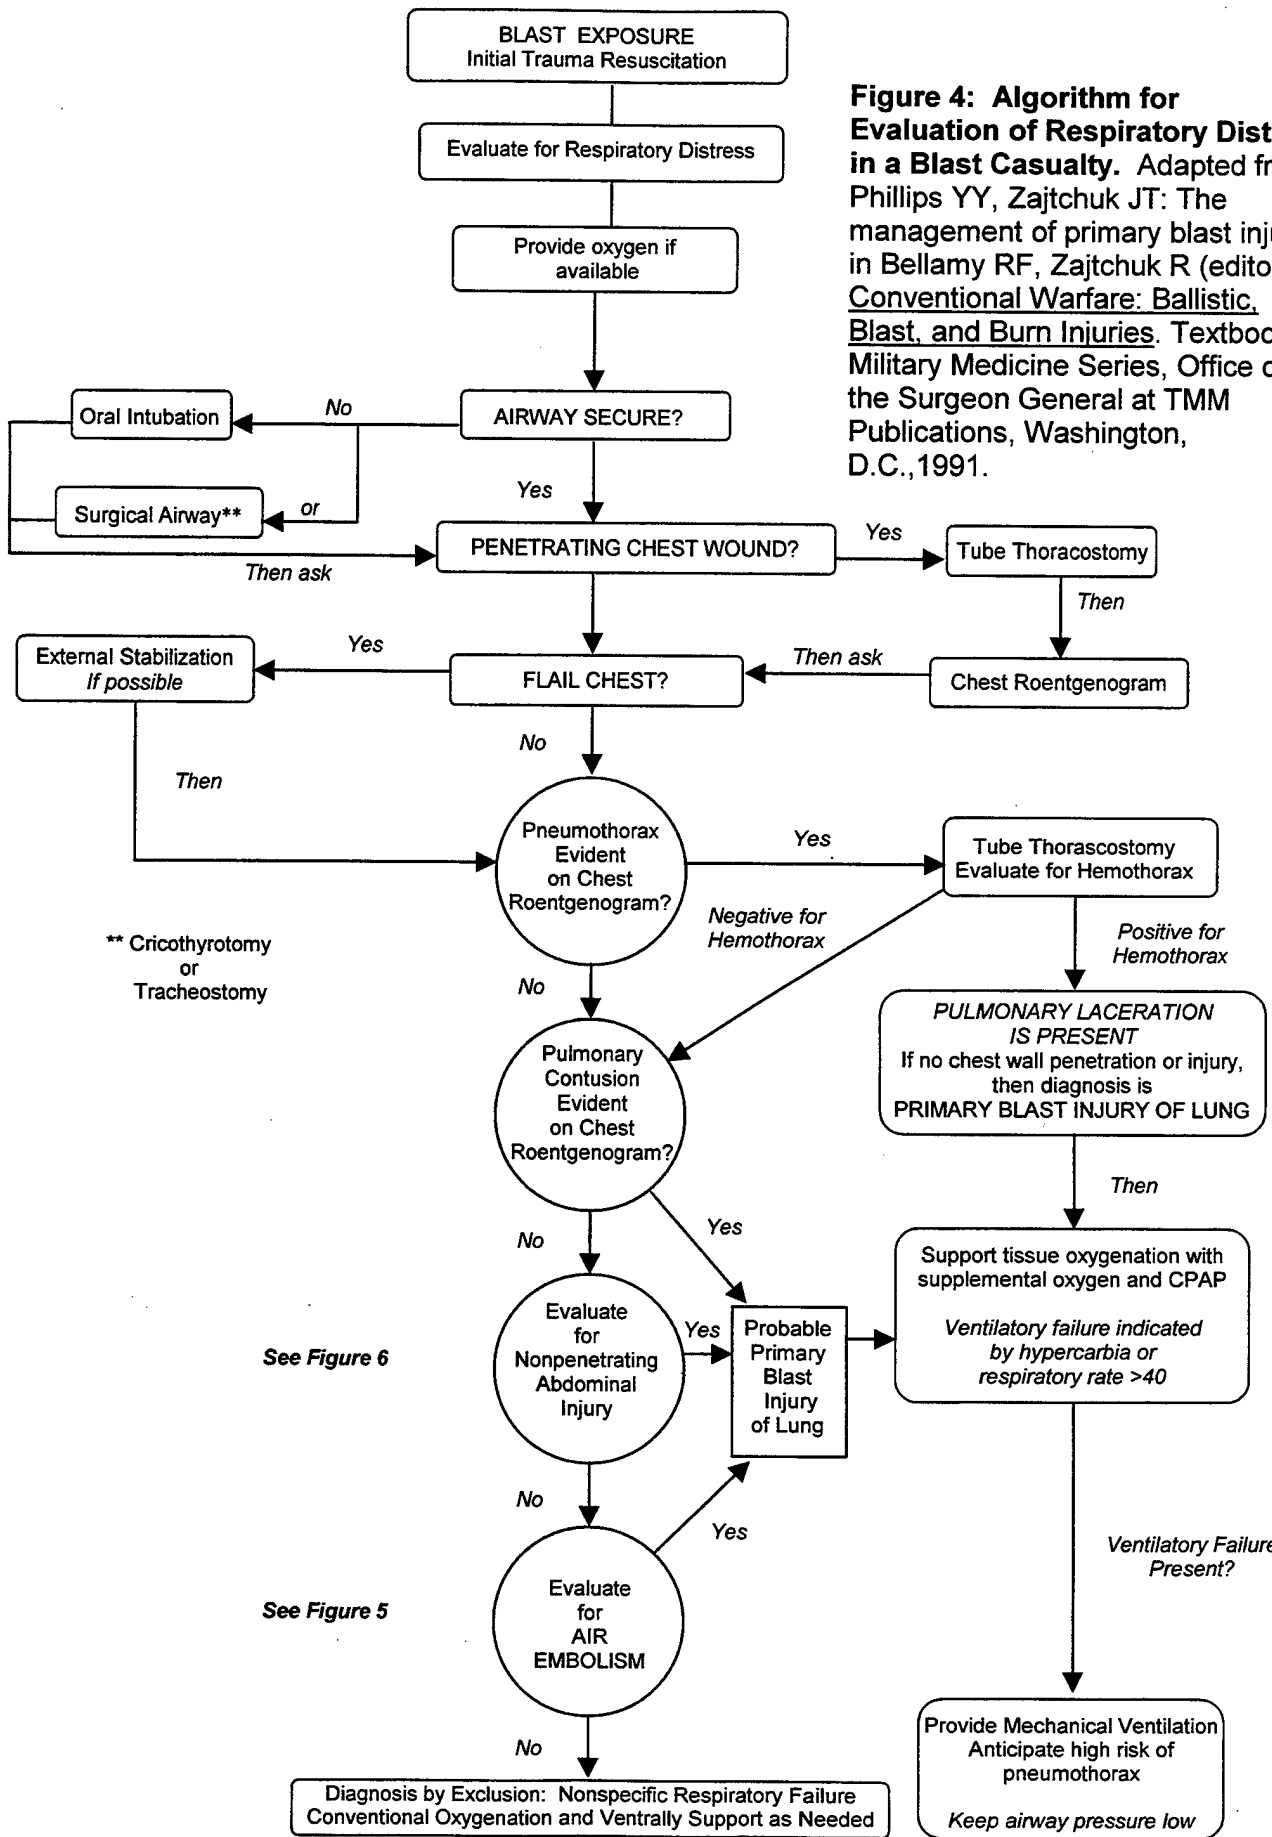 BLAST EXPOSURE
Initial Trauma Resuscitation
Evaluate for Respiratory Distress
Provide oxygen if
available
Figure 4: Algorithm for
Evaluation of Respiratory
in a Blast Casualty. Adapted
Phillips YY, Zajtchuk JT: The
management of primary blast
in Bellamy RF, Zajtchuk R
Conventional Warfare: Ballistic,
Blast, and Burn Injuries.
Military Medicine Series, Office
the Surgeon General at TMM
Publications, Washington,
D.C.,1991.
AIRWAY SECURE?
No
Oral Intubation
or
Surgical Airway**
Yes
Then ask
PENETRATING CHEST WOUND?
Yes
Tube Thoracostomy
Then
Chest Roentgenogram
Then ask
FLAIL CHEST?
Yes
External Stabilization
If possible
Then
No
Pneumothorax
Evident
on Chest
Roentgenogram?
Yes
Tube Thorascostomy
Evaluate for Hemothorax
Negative for
Hemothorax
Positive for
Hemothorax
** Cricothyrotomy
or
Tracheostomy
No
PULMONARY LACERATION
IS PRESENT
If no chest wall penetration or injury,
then diagnosis is
PRIMARY BLAST INJURY OF LUNG
Pulmonary
Contusion
Evident
on Chest
Roentgenogram?
Then
Yes
No
Support tissue oxygenation with
supplemental oxygen and CPAP
Ventilatory failure indicated
by hypercarbia or
respiratory rate >40
See Figure 6
Evaluate
for
Nonpenetrating
Abdominal
Injury
Yes
Probable
Primary
Blast
Injury
of Lung
No
Yes
Ventilatory Failure
Present?
See Figure 5
Evaluate
for
AIR
EMBOLISM
No
Provide Mechanical Ventilation
Anticipate high risk of
pneumothorax
Keep airway pressure low
Diagnosis by Exclusion: Nonspecific Respiratory Failure
Conventional Oxygenation and Ventrally Support as Needed